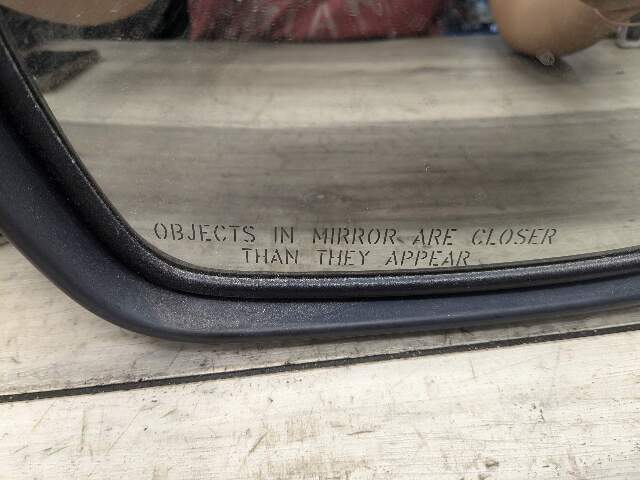 OBJECTS IN MIRROR ARE CLOSER
THAN THEY APPEAR